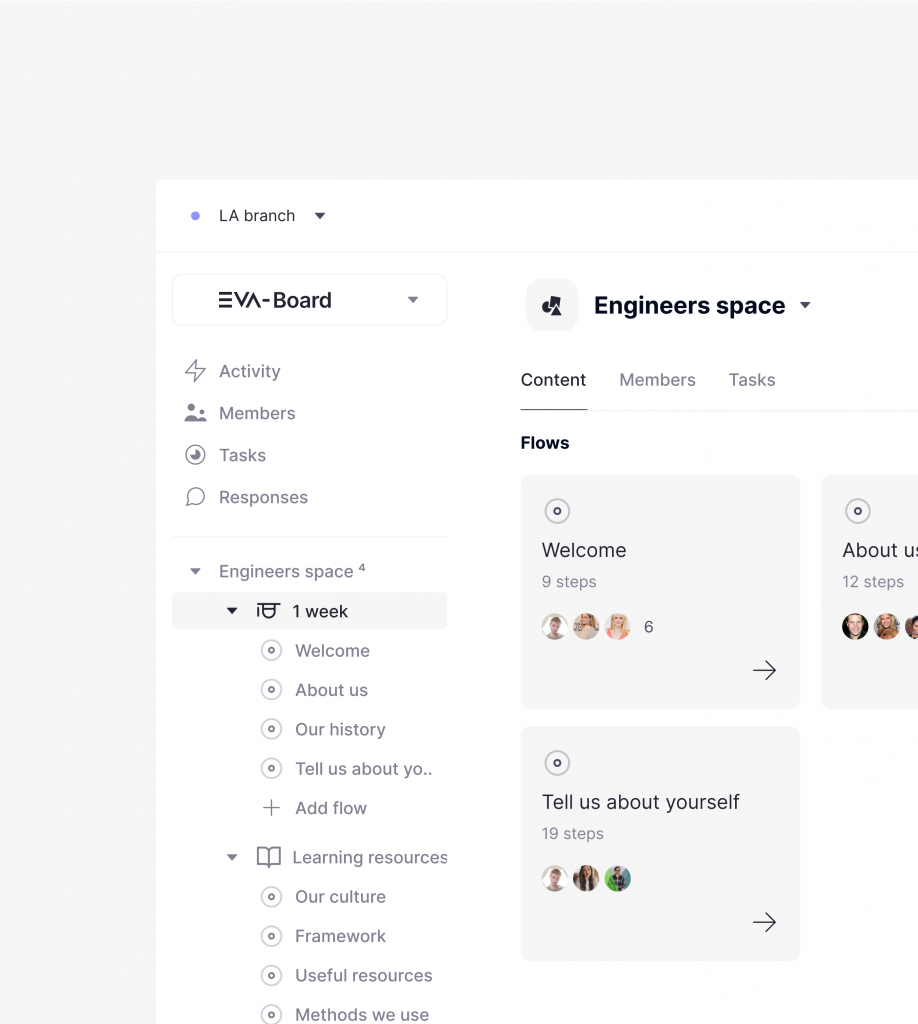 LA branch
EVA-Board
Activity
Members
Tasks
Responses
Engineers space 4
1 week
Welcome
About us
Our history
Tell us about yo..
Add flow
Learning resources
Our culture
Framework
Useful resources
Methods we use
Engineers space
Content Members Tasks
Flows
Welcome
9 steps
6
About us
12 steps
Tell us about yourself
19 steps